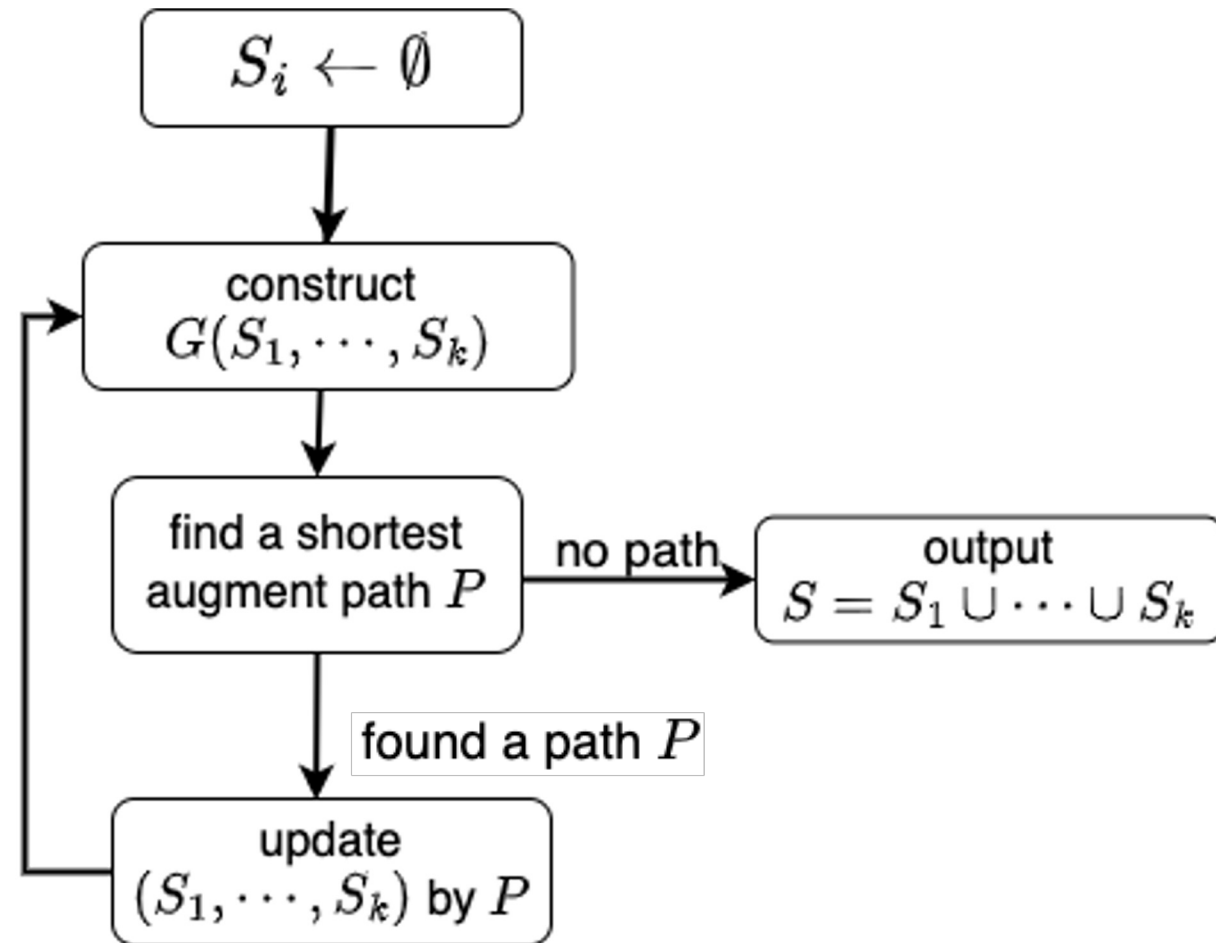 S_i ← ∅
construct
G(S_1, ⋯, S_k)
find a shortest
augment path P
no path
output
S = S_1 ∪ ⋯ ∪ S_k
found a path P
update
(S_1, ⋯, S_k) by P